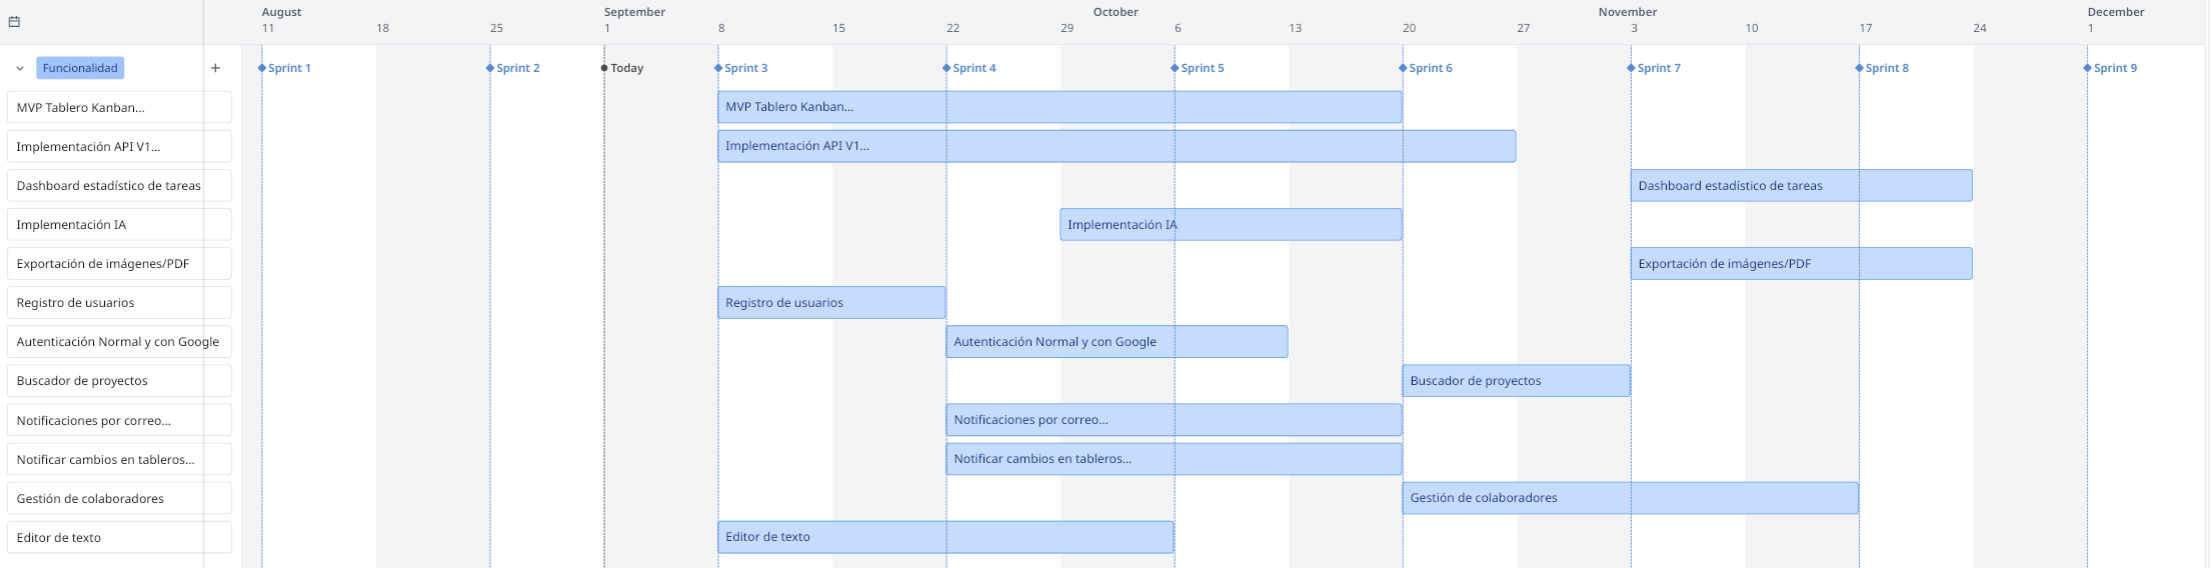 August September October November December
11 18 25 1 8 15 22 29 6 13 20 27 3 10 17 24 1
Funcionalidad + Sprint 1 Sprint 2 Today Sprint 3 Sprint 4 Sprint 5 Sprint 6 Sprint 7 Sprint 8 Sprint 9
MVP Tablero Kanban... MVP Tablero Kanban...
Implementación API V1... Implementación API V1...
Dashboard estadístico de tareas Dashboard estadístico de tareas
Implementación IA Implementación IA
Exportación de imágenes/PDF Exportación de imágenes/PDF
Registro de usuarios Registro de usuarios
Autenticación Normal y con Google Autenticación Normal y con Google
Buscador de proyectos Buscador de proyectos
Notificaciones por correo... Notificaciones por correo...
Notificar cambios en tableros... Notificar cambios en tableros...
Gestión de colaboradores Gestión de colaboradores
Editor de texto Editor de texto